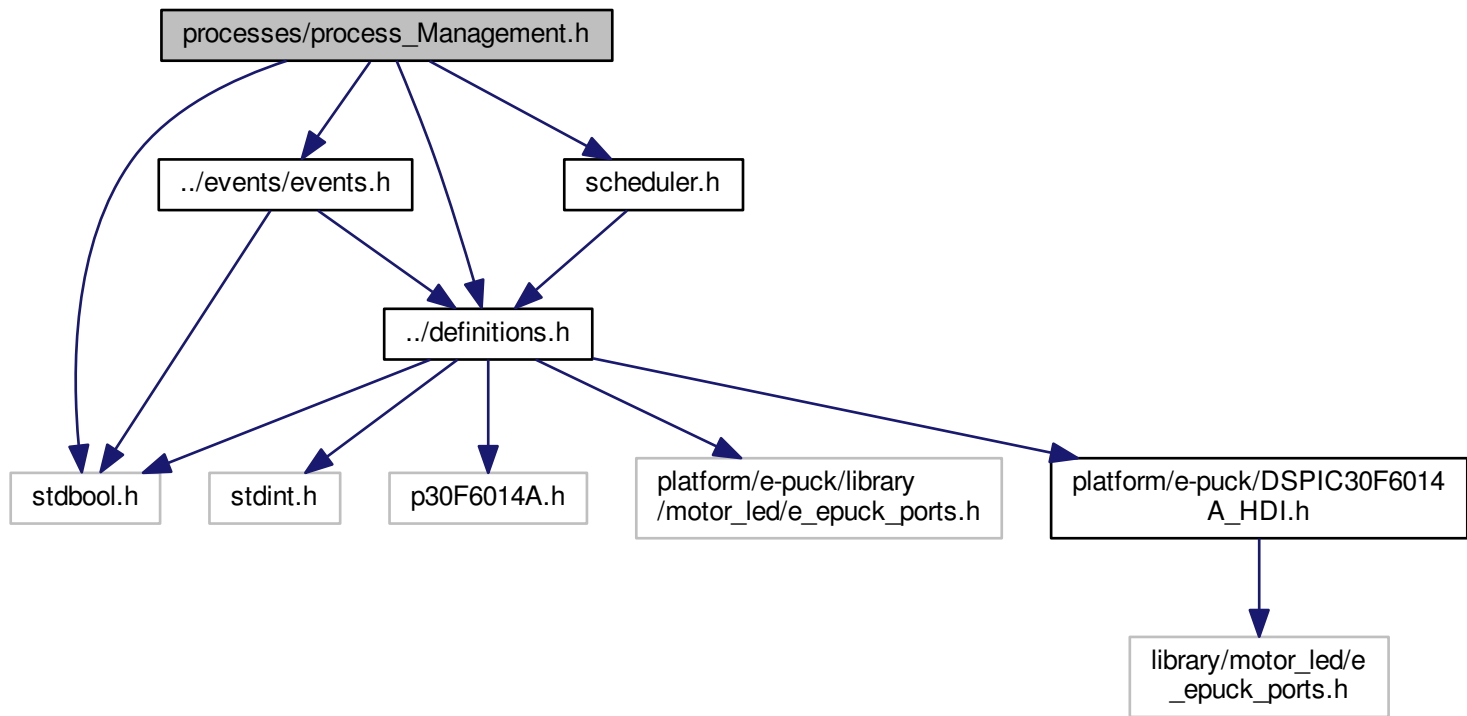 processes/process_Management.h
../events/events.h
scheduler.h
../definitions.h
stdbool.h
stdint.h
p30F6014A.h
platform/e-puck/library
/motor_led/e_epuck_ports.h
platform/e-puck/DSPIC30F6014
A_HDI.h
library/motor_led/e
_epuck_ports.h